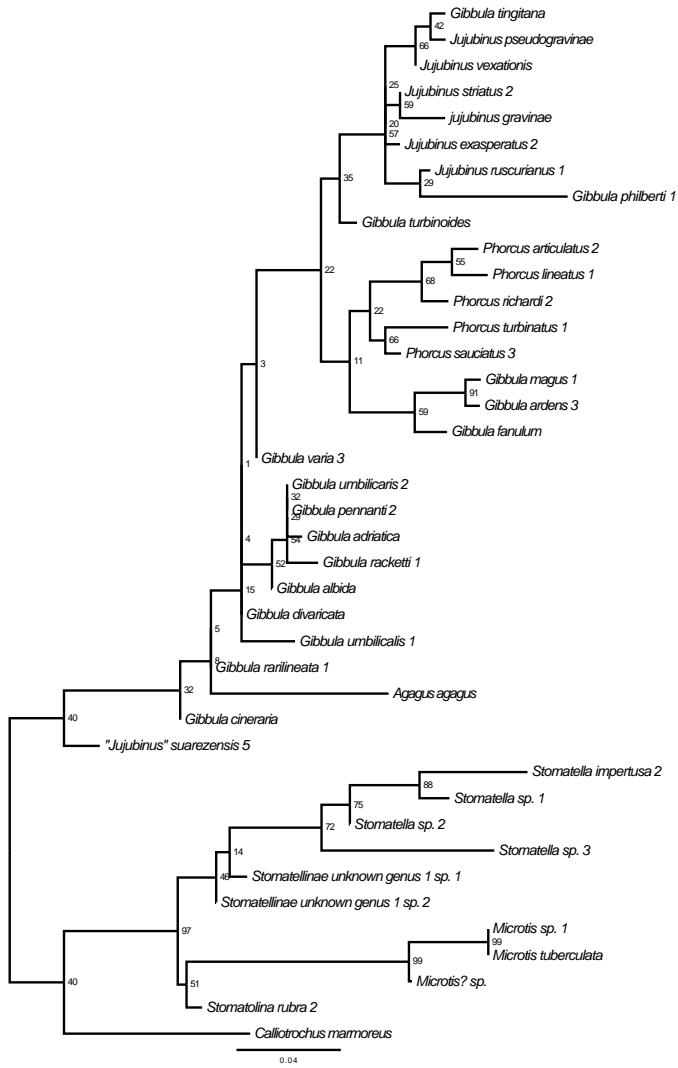 Gibbula tingitana
42
Jujubinus pseudogravinae
66
Jujubinus vexationis
25
Jujubinus striatus 2
59
jujubinus gravinae
20
57
Jujubinus exasperatus 2
Jujubinus ruscurianus 1
35
29
Gibbula philberti 1
Gibbula turbinoides
Phorcus articulatus 2
55
22
Phorcus lineatus 1
68
Phorcus richardi 2
22
Phorcus turbinatus 1
66
Phorcus sauciatus 3
3
11
Gibbula magus 1
91
Gibbula ardens 3
59
Gibbula fanulum
Gibbula varia 3
1
Gibbula umbilicaris 2
32
Gibbula pennanti 2
29
4
Gibbula adriatica
54
52
Gibbula racketti 1
15
Gibbula albida
Gibbula divaricata
5
Gibbula umbilicalis 1
8
Gibbula rarilineata 1
32
Agagus agagus
40
Gibbula cineraria
"Jujubinus" suarezensis 5
Stomatella impertusa 2
88
Stomatella sp. 1
75
Stomatella sp. 2
72
14
Stomatella sp. 3
46
Stomatellinae unknown genus 1 sp. 1
Stomatellinae unknown genus 1 sp. 2
97
Microtis sp. 1
99
Microtis tuberculata
99
40
51
Microtis? sp.
Stomatolina rubra 2
Calliotrochus marmoreus
0.04